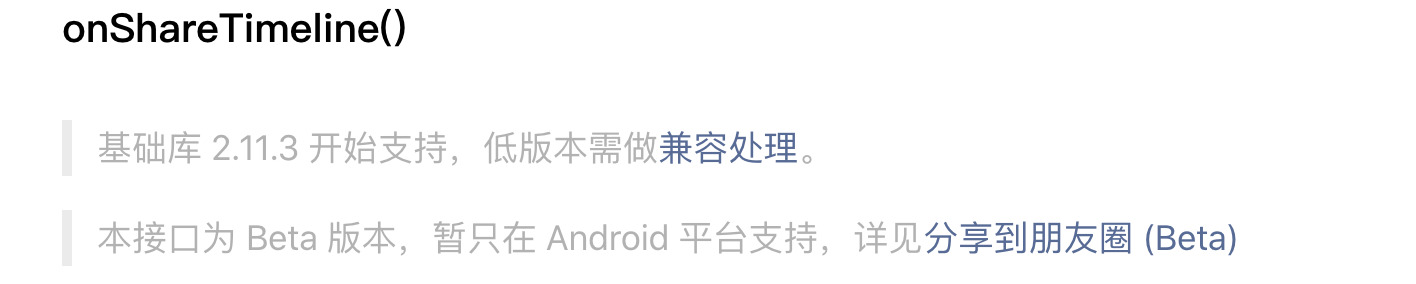 onShareTimeline()
基础库 2.11.3 开始支持，低版本需做兼容处理。
本接口为 Beta 版本，暂只在 Android 平台支持，详见分享到朋友圈 (Beta)